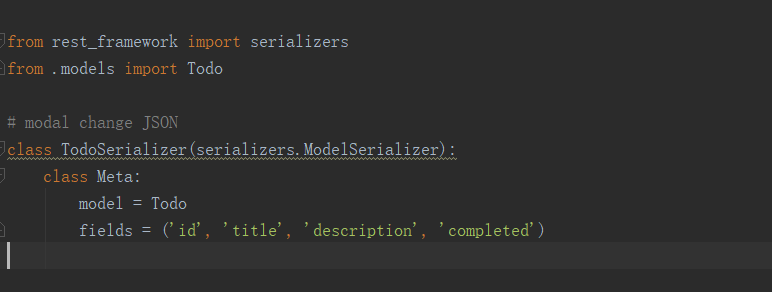 from rest_framework import serializers
from .models import Todo
# modal change JSON
class TodoSerializer(serializers.ModelSerializer):
    class Meta:
        model = Todo
        fields = ('id', 'title', 'description', 'completed')